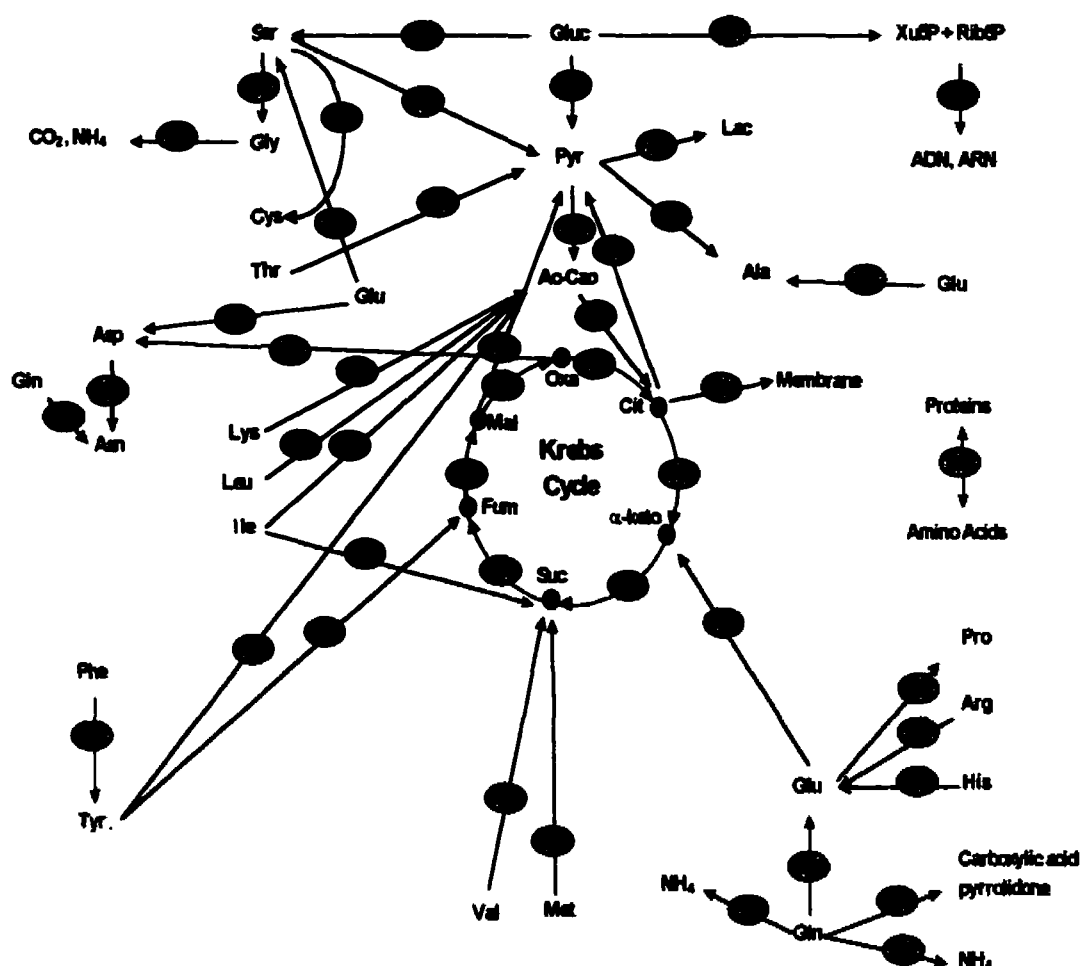 Ser
Gluc
Xu5P + Rib5P
CO₂, NH₄
Gly
Pyr
Lac
ADN, ARN
Cys
Thr
Glu
Ac-Cao
Ala
Glu
Asp
Gln
Asn
Oxa
Cit
Membrane
Mal
Krebs
Cycle
Proteins
Lys
Leu
Ile
Fum
α-keto
Amino Acids
Suc
Phe
Pro
Arg
Glu
His
Tyr
Val
Met
NH₄
Gln
Carboxylic acid
pyrrolidone
NH₄